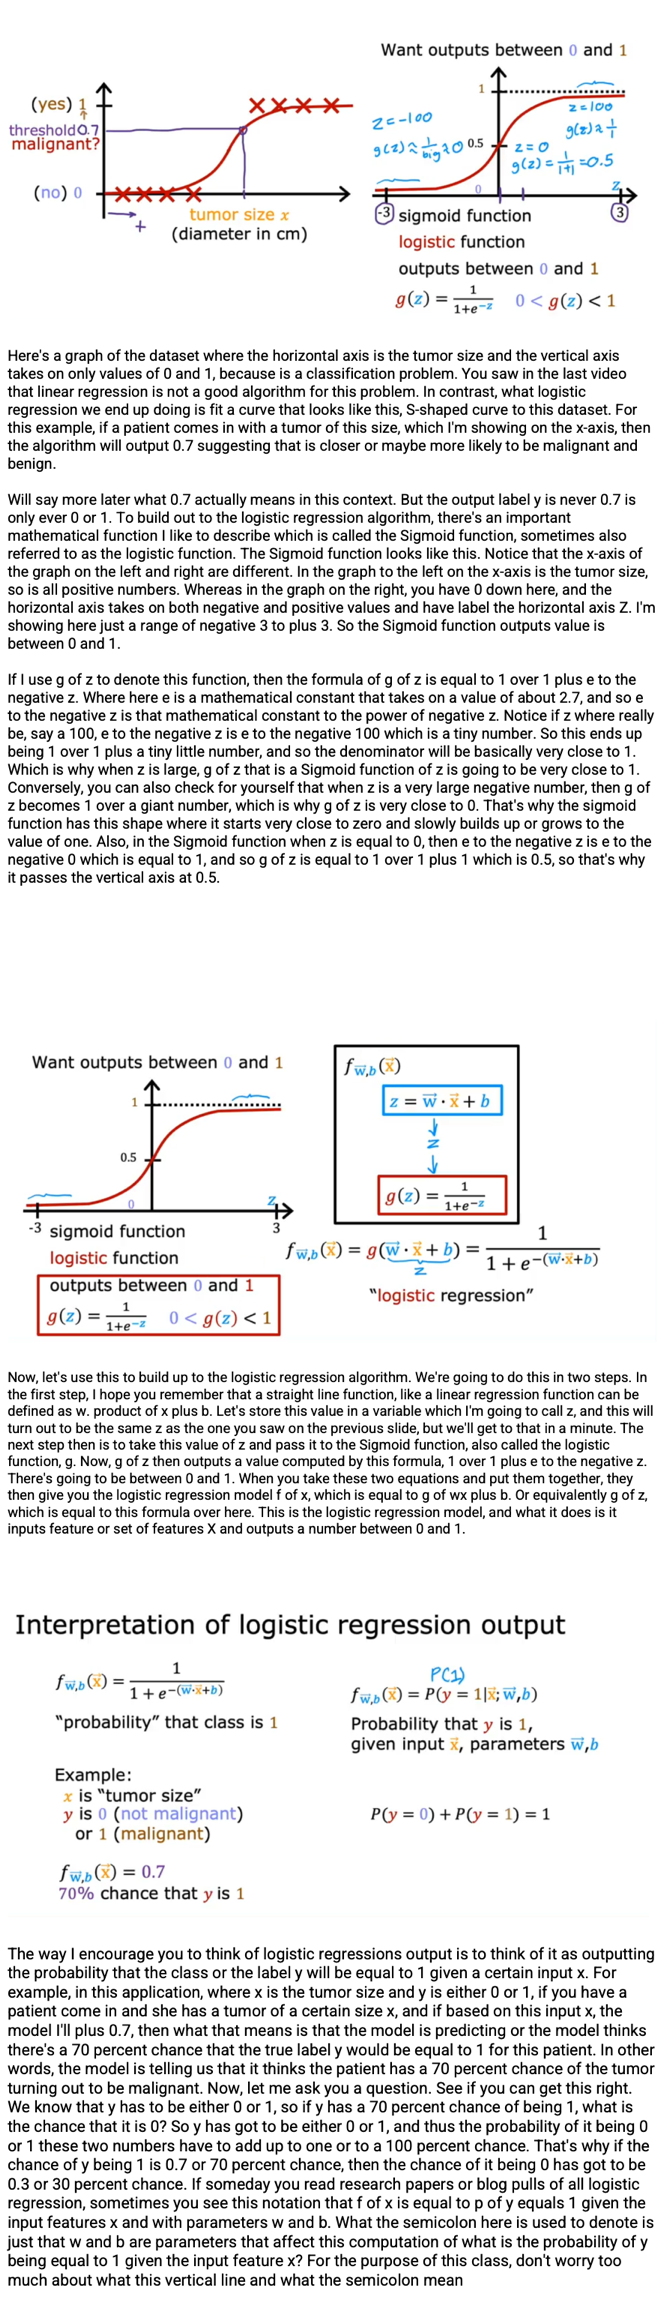 Want outputs between 0 and 1
(yes) 1
threshold 0.7
malignant?
(no) 0
+
tumor size x
(diameter in cm)
1
z=-100
g(z)≈ 1/big ≈0
0.5
z=100
g(z)≈ 1/1
z=0
g(z)= 1/1+1 =0.5
0
z
-3
sigmoid function
3
logistic function
outputs between 0 and 1
g(z) = 1/1+e^-z 0 < g(z) < 1
Here's a graph of the dataset where the horizontal axis is the tumor size and the vertical axis
takes on only values of 0 and 1, because is a classification problem. You saw in the last video
that linear regression is not a good algorithm for this problem. In contrast, what logistic
regression we end up doing is fit a curve that looks like this, S-shaped curve to this dataset. For
this example, if a patient comes in with a tumor of this size, which I'm showing on the x-axis, then
the algorithm will output 0.7 suggesting that is closer or maybe more likely to be malignant and
benign.
Will say more later what 0.7 actually means in this context. But the output label y is never 0.7 is
only ever 0 or 1. To build out to the logistic regression algorithm, there's an important
mathematical function I like to describe which is called the Sigmoid function, sometimes also
referred to as the logistic function. The Sigmoid function looks like this. Notice that the x-axis of
the graph on the left and right are different. In the graph to the left on the x-axis is the tumor size,
so is all positive numbers. Whereas in the graph on the right, you have 0 down here, and the
horizontal axis takes on both negative and positive values and have label the horizontal axis Z. I'm
showing here just a range of negative 3 to plus 3. So the Sigmoid function outputs value is
between 0 and 1.
If I use g of z to denote this function, then the formula of g of z is equal to 1 over 1 plus e to the
negative z. Where here e is a mathematical constant that takes on a value of about 2.7, and so e
to the negative z is that mathematical constant to the power of negative z. Notice if z where really
be, say a 100, e to the negative z is e to the negative 100 which is a tiny number. So this ends up
being 1 over 1 plus a tiny little number, and so the denominator will be basically very close to 1.
Which is why when z is large, g of z that is a Sigmoid function of z is going to be very close to 1.
Conversely, you can also check for yourself that when z is a very large negative number, then g of
z becomes 1 over a giant number, which is why g of z is very close to 0. That's why the sigmoid
function has this shape where it starts very close to zero and slowly builds up or grows to the
value of one. Also, in the Sigmoid function when z is equal to 0, then e to the negative z is e to the
negative 0 which is equal to 1, and so g of z is equal to 1 over 1 plus 1 which is 0.5, so that's why
it passes the vertical axis at 0.5.
Want outputs between 0 and 1
1
0.5
0
z
-3
sigmoid function
3
logistic function
outputs between 0 and 1
g(z) = 1/1+e^-z 0 < g(z) < 1
f w⃗,b(x⃗)
z = w⃗ · x⃗ + b
z
g(z) = 1/1+e^-z
f w⃗,b(x⃗) = g(w⃗ · x⃗ + b) = 1/1 + e^-(w⃗·x⃗+b)
z
"logistic regression"
Now, let's use this to build up to the logistic regression algorithm. We're going to do this in two steps. In
the first step, I hope you remember that a straight line function, like a linear regression function can be
defined as w. product of x plus b. Let's store this value in a variable which I'm going to call z, and this will
turn out to be the same z as the one you saw on the previous slide, but we'll get to that in a minute. The
next step then is to take this value of z and pass it to the Sigmoid function, also called the logistic
function, g. Now, g of z then outputs a value computed by this formula, 1 over 1 plus e to the negative z.
There's going to be between 0 and 1. When you take these two equations and put them together, they
then give you the logistic regression model f of x, which is equal to g of wx plus b. Or equivalently g of z,
which is equal to this formula over here. This is the logistic regression model, and what it does is it
inputs feature or set of features X and outputs a number between 0 and 1.
Interpretation of logistic regression output
f w⃗,b(x⃗) = 1/1 + e^-(w⃗·x⃗+b)
"probability" that class is 1
Example:
x is "tumor size"
y is 0 (not malignant)
or 1 (malignant)
f w⃗,b(x⃗) = 0.7
70% chance that y is 1
P(1)
f w⃗,b(x⃗) = P(y = 1|x⃗; w⃗,b)
Probability that y is 1,
given input x⃗, parameters w⃗,b
P(y = 0) + P(y = 1) = 1
The way I encourage you to think of logistic regressions output is to think of it as outputting
the probability that the class or the label y will be equal to 1 given a certain input x. For
example, in this application, where x is the tumor size and y is either 0 or 1, if you have a
patient come in and she has a tumor of a certain size x, and if based on this input x, the
model I'll plus 0.7, then what that means is that the model is predicting or the model thinks
there's a 70 percent chance that the true label y would be equal to 1 for this patient. In other
words, the model is telling us that it thinks the patient has a 70 percent chance of the tumor
turning out to be malignant. Now, let me ask you a question. See if you can get this right.
We know that y has to be either 0 or 1, so if y has a 70 percent chance of being 1, what is
the chance that it is 0? So y has got to be either 0 or 1, and thus the probability of it being 0
or 1 these two numbers have to add up to one or to a 100 percent chance. That's why if the
chance of y being 1 is 0.7 or 70 percent chance, then the chance of it being 0 has got to be
0.3 or 30 percent chance. If someday you read research papers or blog pulls of all logistic
regression, sometimes you see this notation that f of x is equal to p of y equals 1 given the
input features x and with parameters w and b. What the semicolon here is used to denote is
just that w and b are parameters that affect this computation of what is the probability of y
being equal to 1 given the input feature x? For the purpose of this class, don't worry too
much about what this vertical line and what the semicolon mean